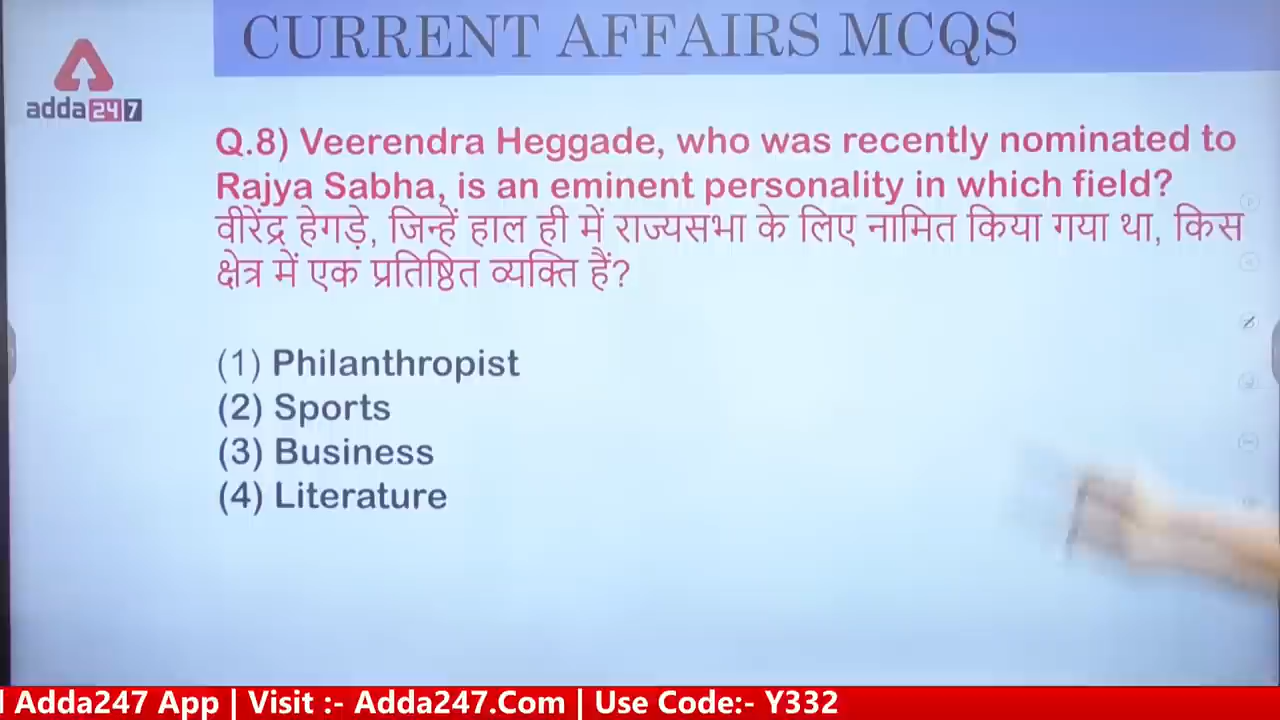 CURRENT AFFAIRS MCQS
adda247
Q.8) Veerendra Heggade, who was recently nominated to
Rajya Sabha, is an eminent personality in which field?
वीरेंद्र हेगड़े, जिन्हें हाल ही में राज्यसभा के लिए नामित किया गया था, किस
क्षेत्र में एक प्रतिष्ठित व्यक्ति हैं?
(1) Philanthropist
(2) Sports
(3) Business
(4) Literature
Adda247 App | Visit :- Adda247.Com | Use Code:- Y332